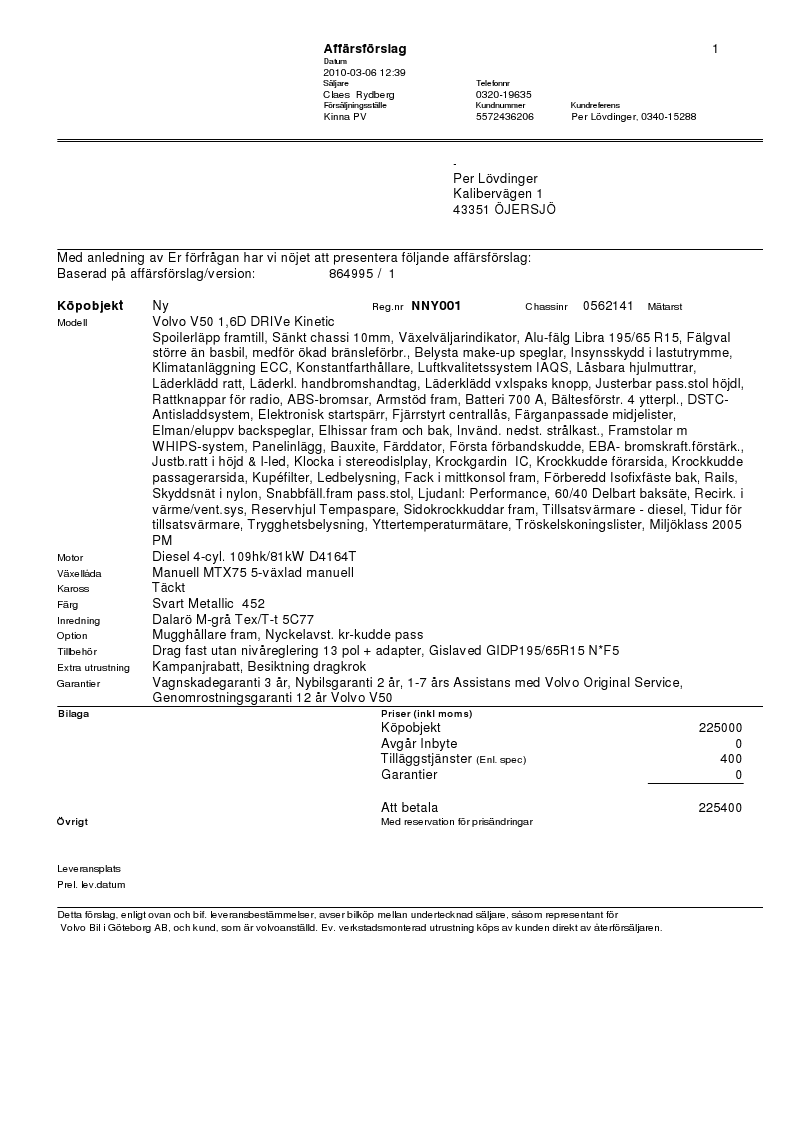 Affärsförslag 1
Datum
2010-03-06 12:39
Säljare Telefonnr
Claes Rydberg 0320-19635
Försäljningsställe Kundnummer Kundreferens
Kinna PV 5572436206 Per Lövdinger, 0340-15288
-
Per Lövdinger
Kalibervägen 1
43351 ÖJERSJÖ
Med anledning av Er förfrågan har vi nöjet att presentera följande affärsförslag:
Baserad på affärsförslag/version: 864995 / 1
Köpobjekt Ny Reg.nr NNY001 Chassinr 0562141 Mätarst
Modell Volvo V50 1,6D DRIVe Kinetic
Spoilerläpp framtill, Sänkt chassi 10mm, Växelväljarindikator, Alu-fälg Libra 195/65 R15, Fälgval
större än basbil, medför ökad bränsleförbr., Belysta make-up speglar, Insynsskydd i lastutrymme,
Klimatanläggning ECC, Konstantfarthållare, Luftkvalitetssystem IAQS, Låsbara hjulmuttrar,
Läderklädd ratt, Läderkl. handbromshandtag, Läderklädd vxlspaks knopp, Justerbar pass.stol höjdl,
Rattknappar för radio, ABS-bromsar, Armstöd fram, Batteri 700 A, Bältesförstr. 4 ytterpl., DSTC-
Antisladdsystem, Elektronisk startspärr, Fjärrstyrt centrallås, Färganpassade midjelister,
Elman/eluppv backspeglar, Elhissar fram och bak, Invänd. nedst. strålkast., Framstolar m
WHIPS-system, Panelinlägg, Bauxite, Färddator, Första förbandskudde, EBA- bromskraft.förstärk.,
Justb.ratt i höjd & l-led, Klocka i stereodislplay, Krockgardin IC, Krockkudde förarsida, Krockkudde
passagerarsida, Kupéfilter, Ledbelysning, Fack i mittkonsol fram, Förberedd Isofixfäste bak, Rails,
Skyddsnät i nylon, Snabbfäll.fram pass.stol, Ljudanl: Performance, 60/40 Delbart baksäte, Recirk. i
värme/vent.sys, Reservhjul Tempaspare, Sidokrockkuddar fram, Tillsatsvärmare - diesel, Tidur för
tillsatsvärmare, Trygghetsbelysning, Yttertemperaturmätare, Tröskelskoningslister, Miljöklass 2005
PM
Motor Diesel 4-cyl. 109hk/81kW D4164T
Växellåda Manuell MTX75 5-växlad manuell
Kaross Täckt
Färg Svart Metallic 452
Inredning Dalarö M-grå Tex/T-t 5C77
Option Mugghållare fram, Nyckelavst. kr-kudde pass
Tillbehör Drag fast utan nivåreglering 13 pol + adapter, Gislaved GIDP195/65R15 N*F5
Extra utrustning Kampanjrabatt, Besiktning dragkrok
Garantier Vagnskadegaranti 3 år, Nybilsgaranti 2 år, 1-7 års Assistans med Volvo Original Service,
Genomrostningsgaranti 12 år Volvo V50
Bilaga Priser (inkl moms)
Köpobjekt 225000
Avgår Inbyte 0
Tilläggstjänster (Enl. spec) 400
Garantier 0
Att betala 225400
Övrigt Med reservation för prisändringar
Leveransplats
Prel. lev.datum
Detta förslag, enligt ovan och bif. leveransbestämmelser, avser bilköp mellan undertecknad säljare, såsom representant för
Volvo Bil i Göteborg AB, och kund, som är volvoanställd. Ev. verkstadsmonterad utrustning köps av kunden direkt av återförsäljaren.